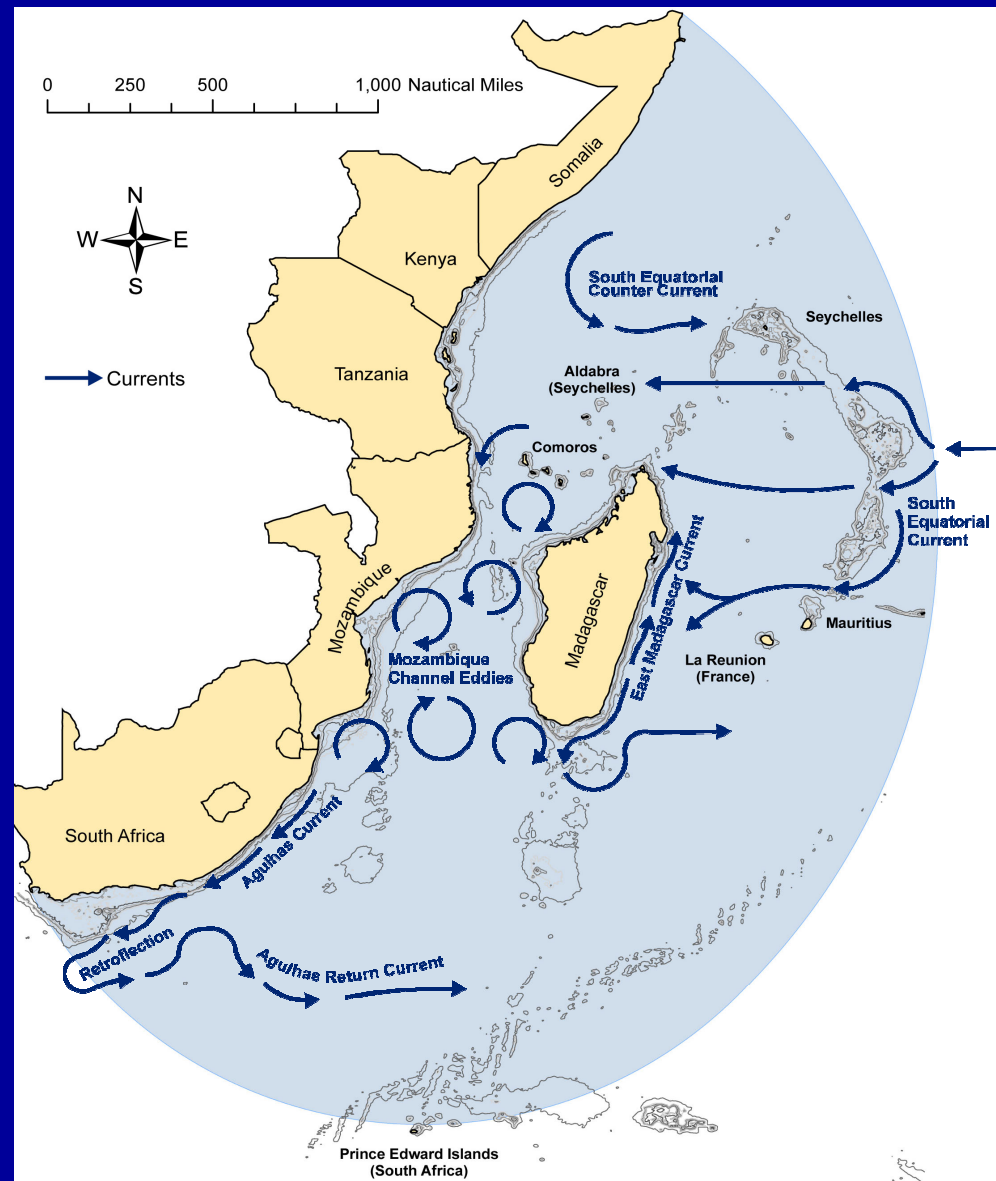 0 250 500 1,000 Nautical Miles
N
W E
S
Currents
Somalia
Kenya
Tanzania
South Equatorial
Counter Current
Seychelles
Aldabra
(Seychelles)
Comoros
South
Equatorial
Current
Mozambique
Madagascar
East Madagascar Current
Mauritius
La Reunion
(France)
Mozambique
Channel Eddies
South Africa
Agulhas Current
Retroflection
Agulhas Return Current
Prince Edward Islands
(South Africa)